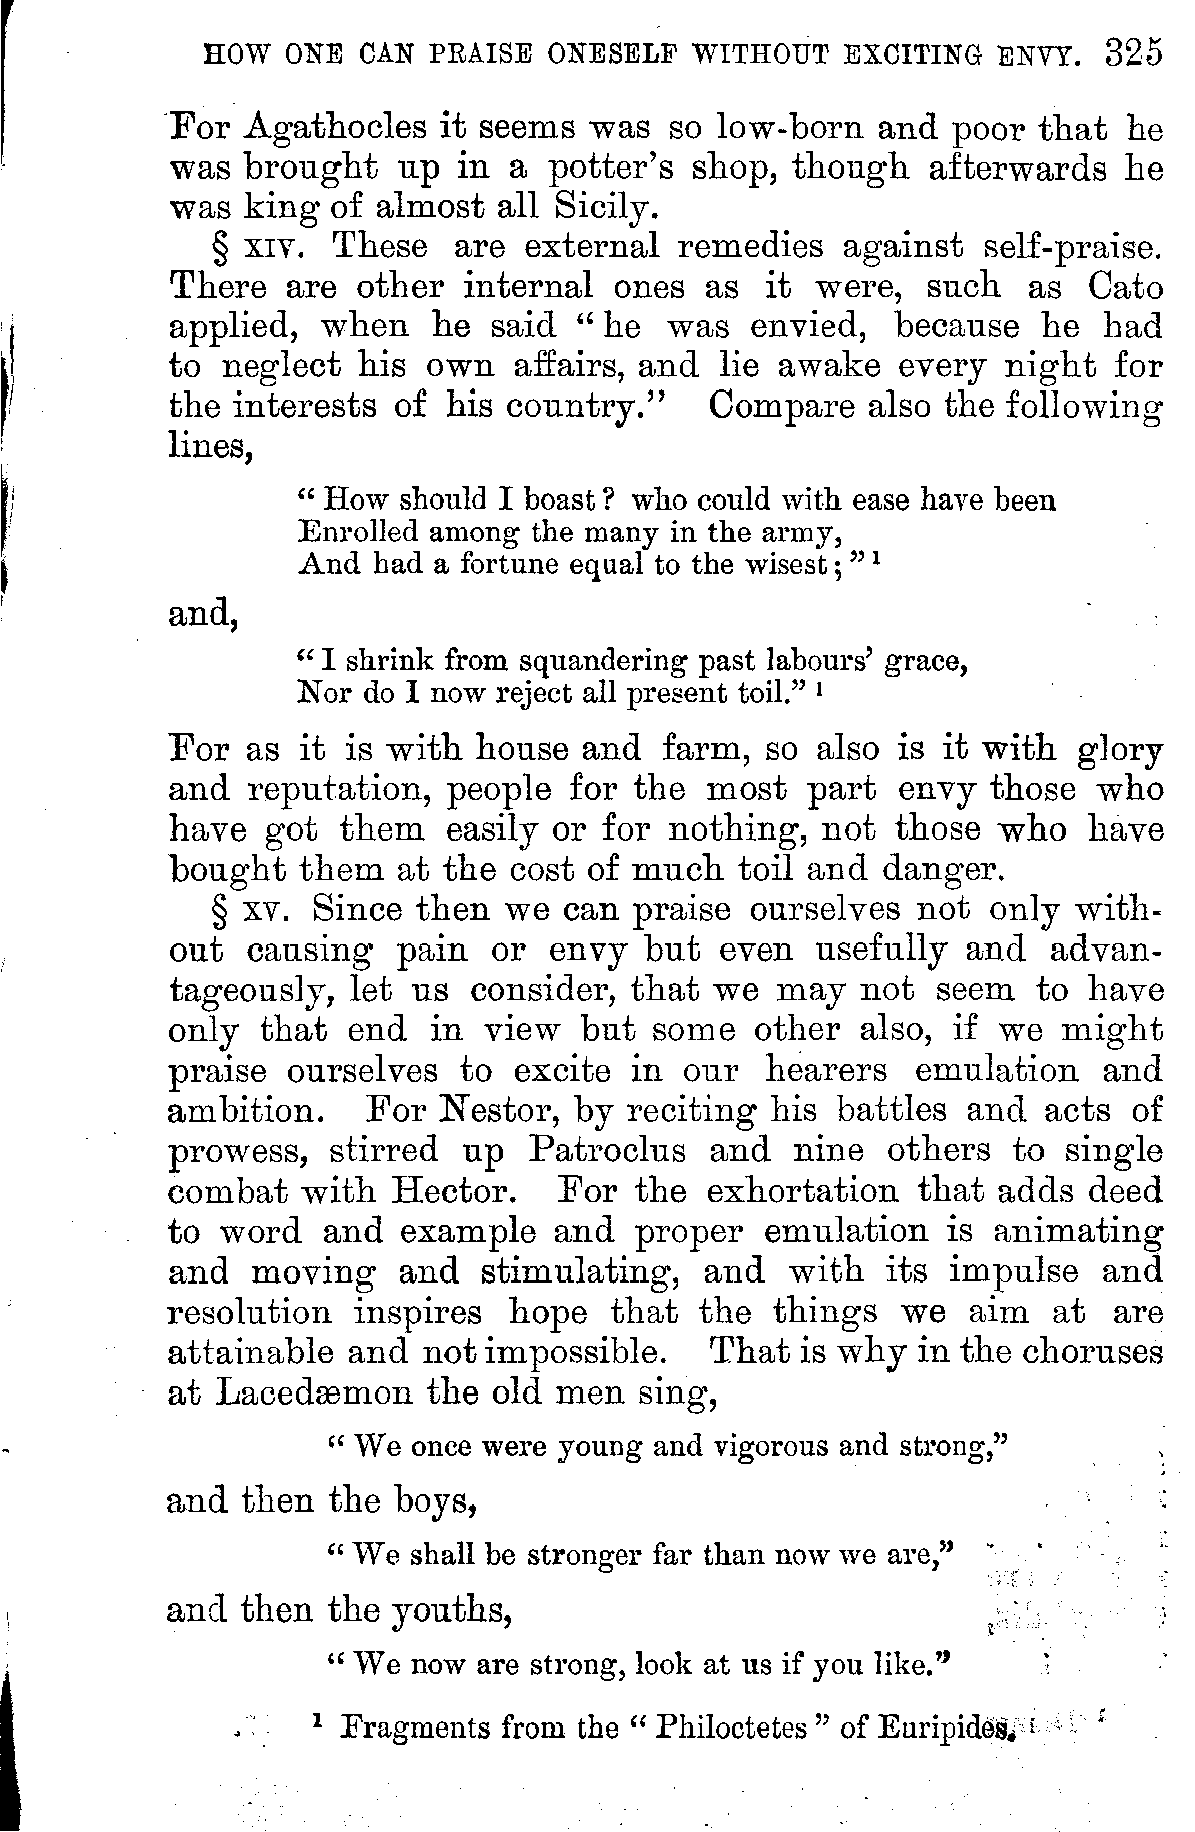 HOW ONE CAN PRAISE ONESELF WITHOUT EXCITING ENVY. 325
For Agathocles it seems was so low-born and poor that he
was brought up in a potter's shop, though afterwards he
was king of almost all Sicily.
§ XIV. These are external remedies against self-praise.
There are other internal ones as it were, such as Cato
applied, when he said "he was envied, because he had
to neglect his own affairs, and lie awake every night for
the interests of his country." Compare also the following
lines,
"How should I boast? who could with ease have been
Enrolled among the many in the army,
And had a fortune equal to the wisest;"¹
and,
"I shrink from squandering past labours' grace,
Nor do I now reject all present toil."¹
For as it is with house and farm, so also is it with glory
and reputation, people for the most part envy those who
have got them easily or for nothing, not those who have
bought them at the cost of much toil and danger.
§ XV. Since then we can praise ourselves not only with-
out causing pain or envy but even usefully and advan-
tageously, let us consider, that we may not seem to have
only that end in view but some other also, if we might
praise ourselves to excite in our hearers emulation and
ambition. For Nestor, by reciting his battles and acts of
prowess, stirred up Patroclus and nine others to single
combat with Hector. For the exhortation that adds deed
to word and example and proper emulation is animating
and moving and stimulating, and with its impulse and
resolution inspires hope that the things we aim at are
attainable and not impossible. That is why in the choruses
at Lacedæmon the old men sing,
"We once were young and vigorous and strong,"
and then the boys,
"We shall be stronger far than now we are,"
and then the youths,
"We now are strong, look at us if you like."
¹ Fragments from the "Philoctetes" of Euripides.